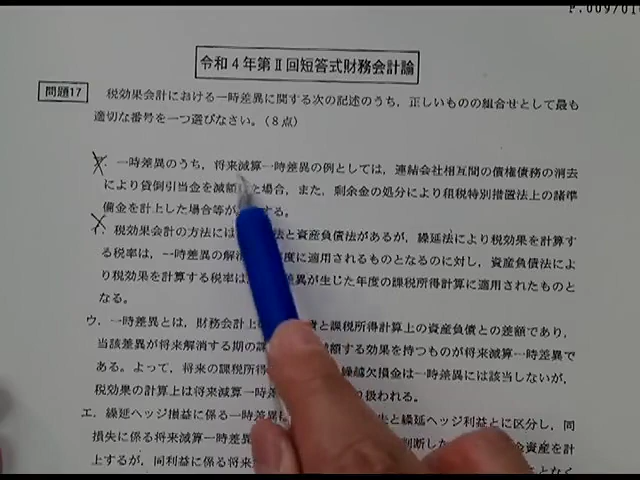 P.009/01
令和4年第Ⅱ回短答式財務会計論
問題17 税効果会計における一時差異に関する次の記述のうち，正しいものの組合せとして最も
適切な番号を一つ選びなさい。（8点）
一時差異のうち，将来減算一時差異の例としては，連結会社相互間の債権債務の消去
により貸倒引当金を減額した場合，また，剰余金の処分により租税特別措置法上の諸準
備金を計上した場合等が する。
イ．税効果会計の方法には 法と資産負債法があるが，繰延法により税効果を計算す
る税率は，一時差異の解消 年度に適用されるものとなるのに対し，資産負債法によ
り税効果を計算する税率は 差異が生じた年度の課税所得計算に適用されたものと
なる。
ウ．一時差異とは，財務会計上の 債と課税所得計算上の資産負債との差額であり，
当該差異が将来解消する期の課 額する効果を持つものが将来減算一時差異で
ある。よって，将来の課税所得 繰越欠損金は一時差異には該当しないが，
税効果の計上は将来減算一時差 り扱われる。
エ．繰延ヘッジ損益に係る一時差異は 失と繰延ヘッジ利益とに区分し，同
損失に係る将来減算一時差異 判断した 金資産を計
上するが，同利益に係る将来 となく